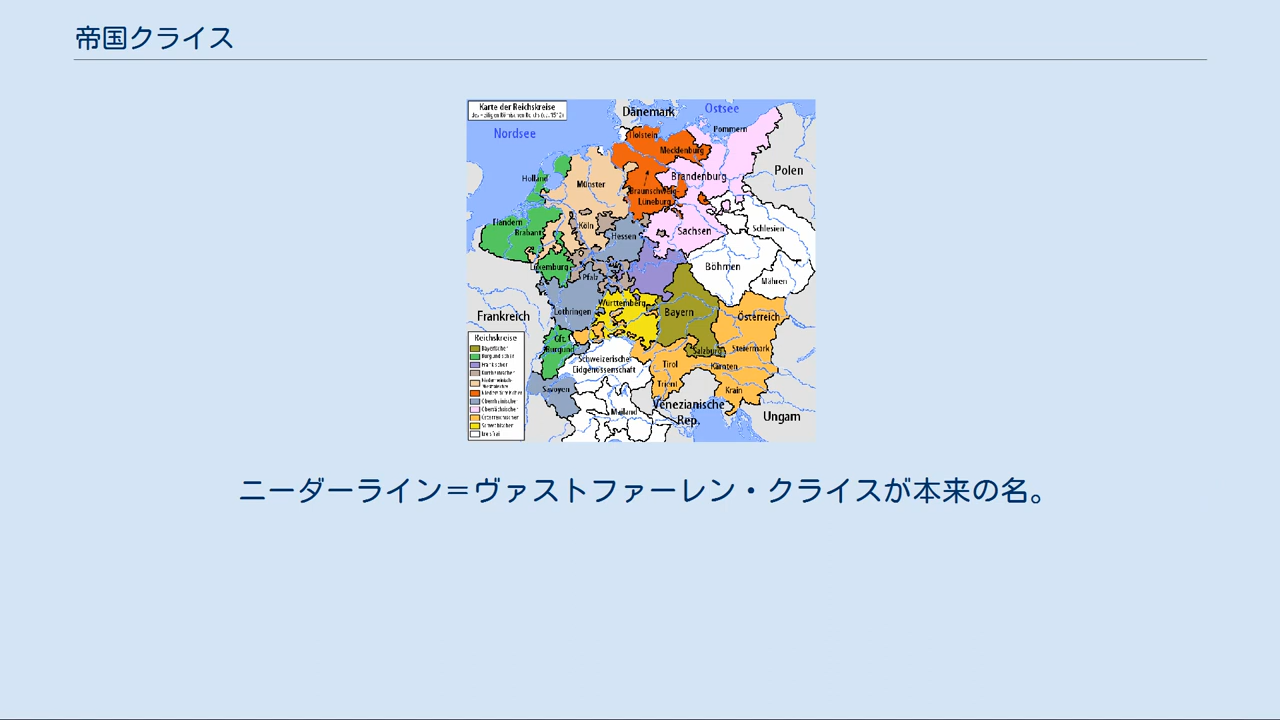 帝国クライス
Karte der Reichskreise
Dänemark
Ostsee
Nordsee
Holstein
Pommern
Mecklenburg
Polen
Holland
Münster
Brandenburg
Braunschweig-
Lüneburg
Flandern
Brabant
Köln
Hessen
Sachsen
Schlesien
Luxemburg
Pfalz
Böhmen
Mähren
Frankreich
Lothringen
Württemberg
Bayern
Österreich
Reichskreise
Gft.
Burgund
Schweizerische
Eidgenossenschaft
Salzburg
Steiermark
Tirol
Kärnten
Savoyen
Trient
Krain
Mailand
Venezianische
Rep.
Ungarn
ニーダーライン＝ヴァストファーレン・クライスが本来の名。